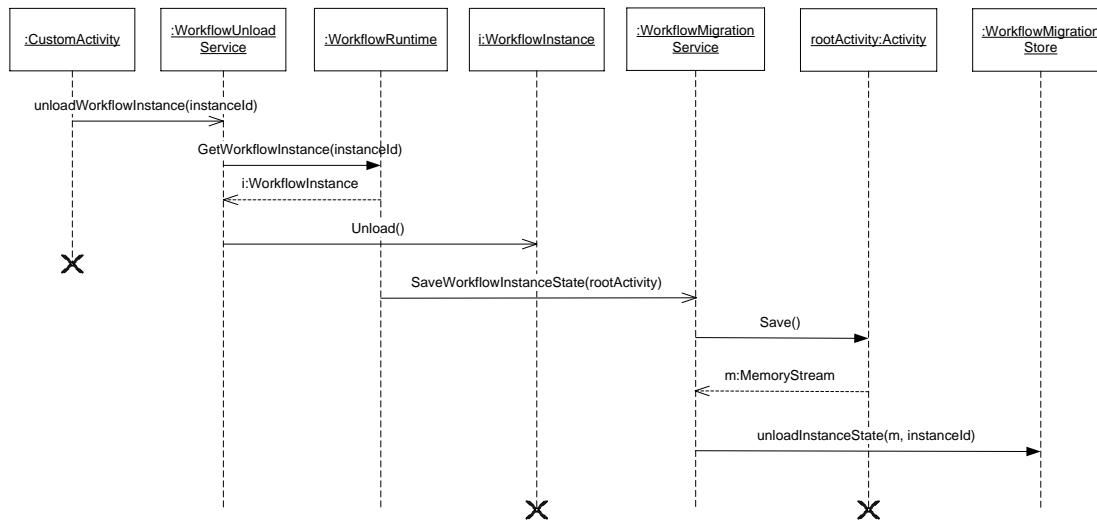 :CustomActivity
:WorkflowUnload
Service
:WorkflowRuntime
i:WorkflowInstance
:WorkflowMigration
Service
rootActivity:Activity
:WorkflowMigration
Store
unloadWorkflowInstance(instanceId)
GetWorkflowInstance(instanceId)
i:WorkflowInstance
Unload()
SaveWorkflowInstanceState(rootActivity)
Save()
m:MemoryStream
unloadInstanceState(m, instanceId)